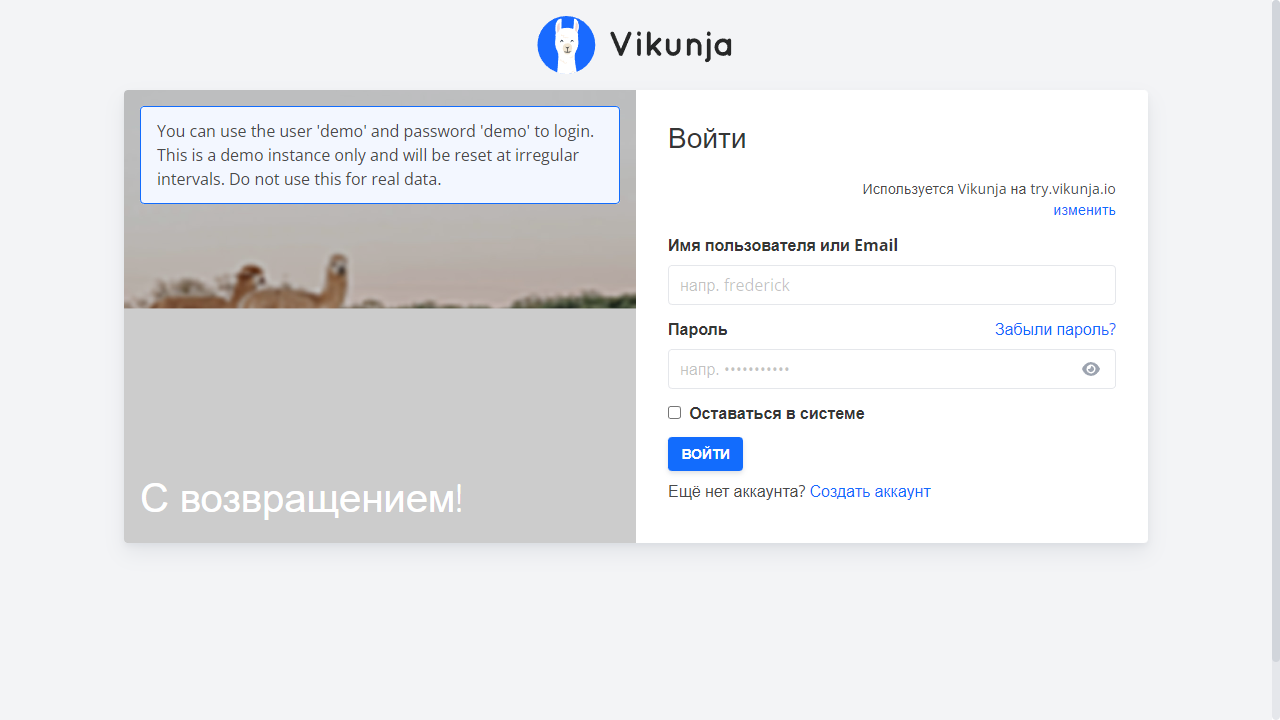 Vikunja
You can use the user 'demo' and password 'demo' to login.
This is a demo instance only and will be reset at irregular
intervals. Do not use this for real data.
С возвращением!
Войти
Используется Vikunja на try.vikunja.io
изменить
Имя пользователя или Email
напр. frederick
Пароль Забыли пароль?
напр. •••••••••••
Оставаться в системе
ВОЙТИ
Ещё нет аккаунта? Создать аккаунт